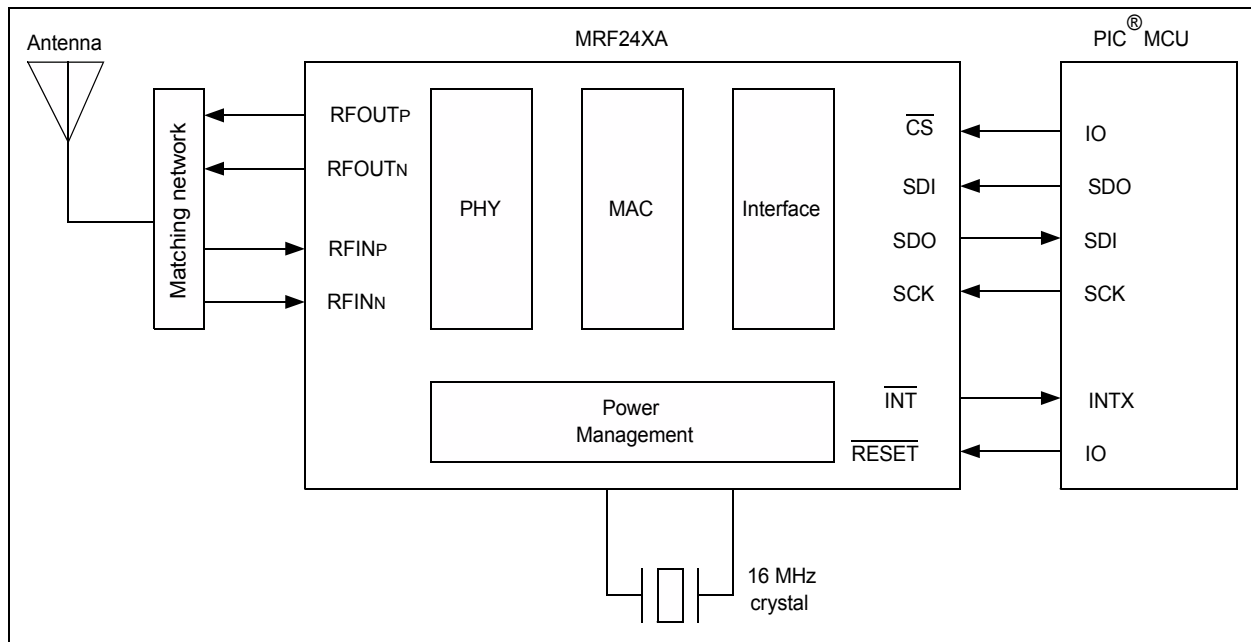 Antenna
MRF24XA
PIC® MCU
Matching network
RFOUTP
RFOUTN
RFINP
RFINN
PHY
MAC
Interface
Power
Management
CS
SDI
SDO
SCK
INT
RESET
IO
SDO
SDI
SCK
INTX
IO
16 MHz
crystal